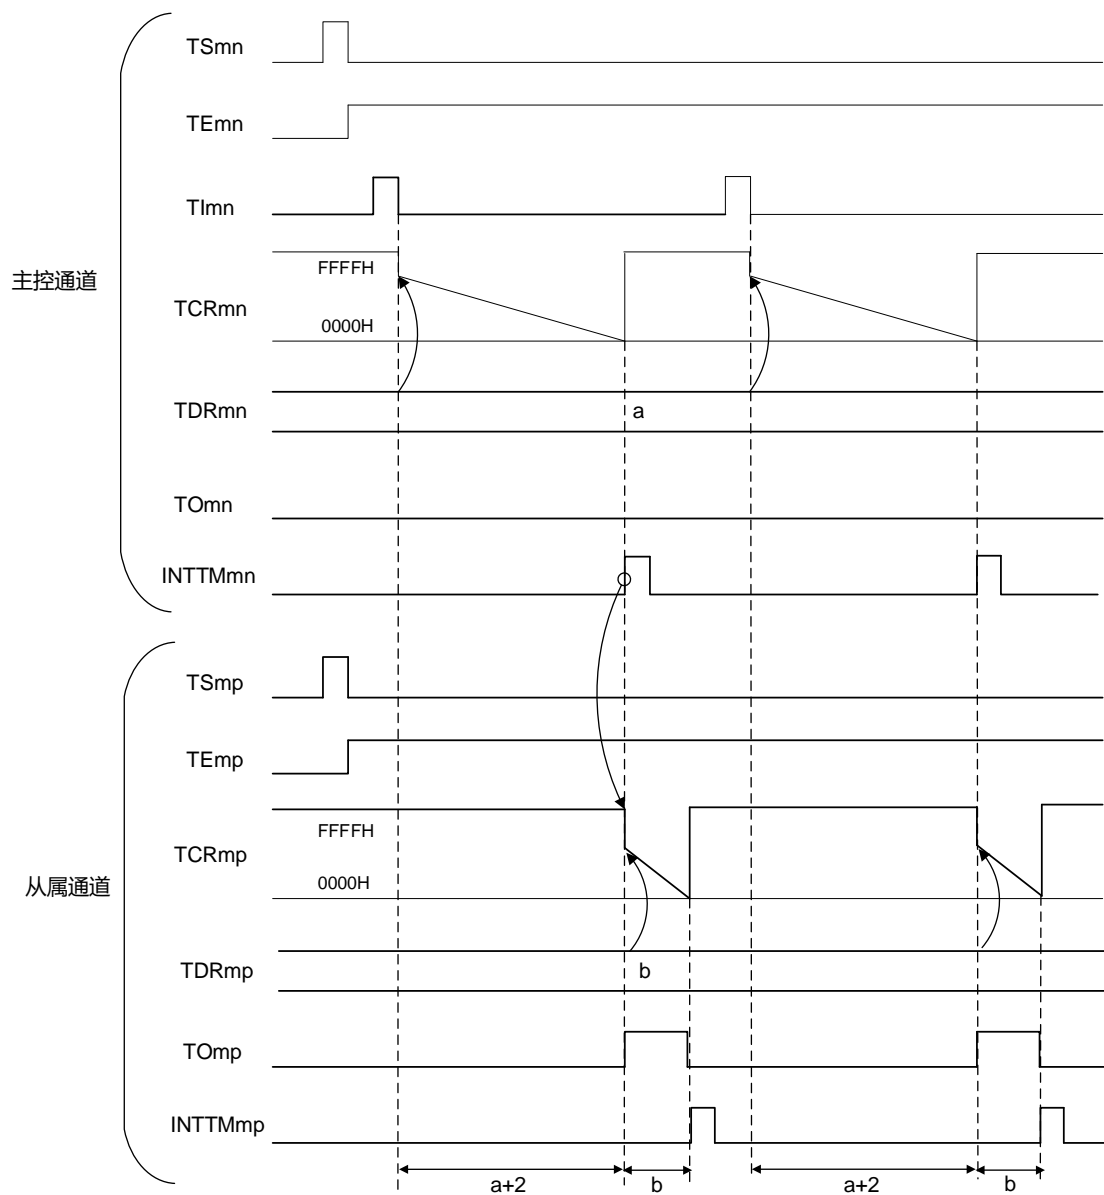 TSmn
TEmn
TImn
主控通道
FFFFH
TCRmn
0000H
TDRmn
a
TOmn
INTTMmn
TSmp
TEmp
FFFFH
TCRmp
从属通道
0000H
TDRmp
b
TOmp
INTTMmp
a+2 b a+2 b